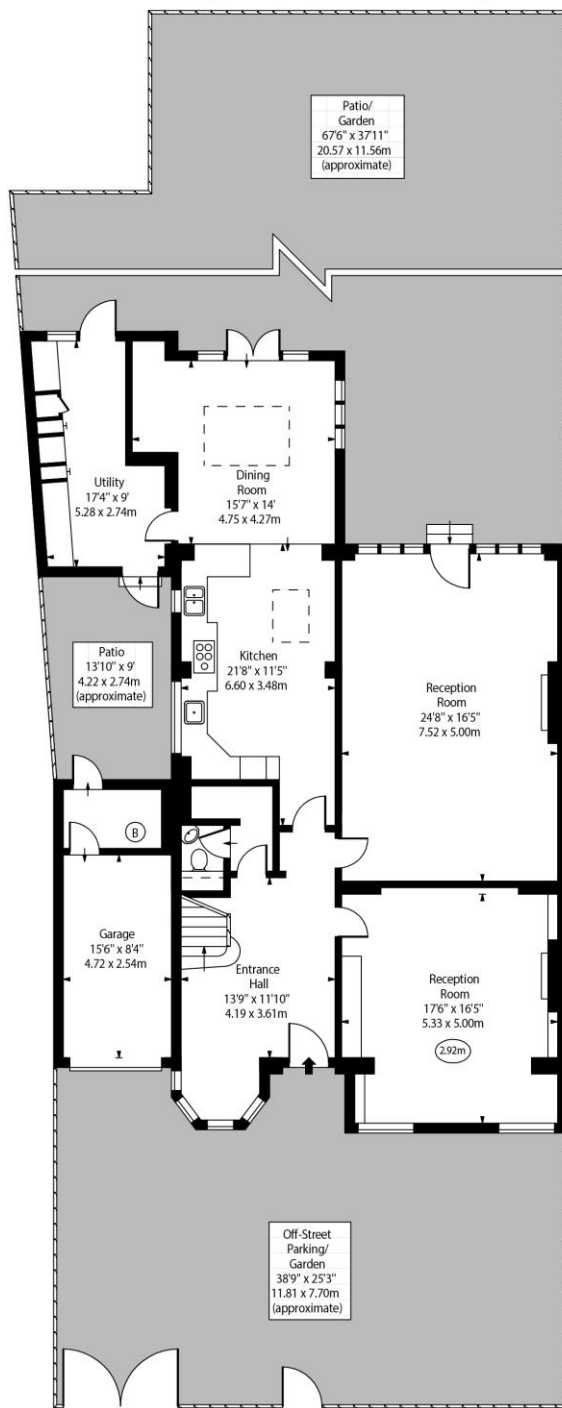 Patio/
Garden
67'6" x 37'11"
20.57 x 11.56m
(approximate)
Utility
17'4" x 9'
5.28 x 2.74m
Dining
Room
15'7" x 14'
4.75 x 4.27m
Patio
13'10" x 9'
4.22 x 2.74m
(approximate)
Kitchen
21'8" x 11'5"
6.60 x 3.48m
Reception
Room
24'8" x 16'5"
7.52 x 5.00m
B
Garage
15'6" x 8'4"
4.72 x 2.54m
Entrance
Hall
13'9" x 11'10"
4.19 x 3.61m
Reception
Room
17'6" x 16'5"
5.33 x 5.00m
2.92m
Off-Street
Parking/
Garden
38'9" x 25'3"
11.81 x 7.70m
(approximate)